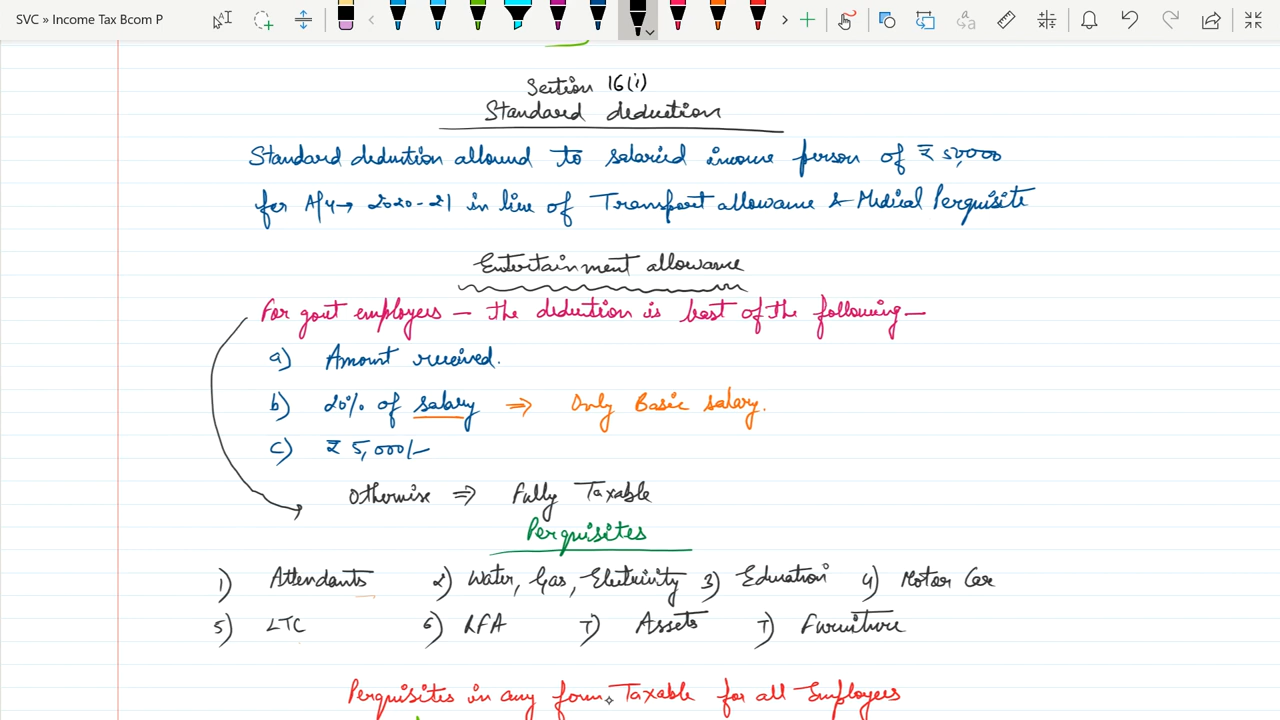 SVC » Income Tax Bcom P
Section 16(i)
Standard deduction
Standard deduction allowed to salaried income person of ₹ 50,000
for A/y → 2020-21 in lieu of Transport allowance & Medical Perquisite
Entertainment allowance
For govt employees — the deduction is least of the following —
a) Amount received.
b) 20% of salary ⇒ Only Basic salary.
c) ₹ 5,000/-
Otherwise ⇒ Fully Taxable
Perquisites
1) Attendants 2) Water, Gas, Electricity 3) Education 4) Motor Car
5) LTC 6) RFA 7) Assets 7) Furniture
Perquisites in any form Taxable for all Employees